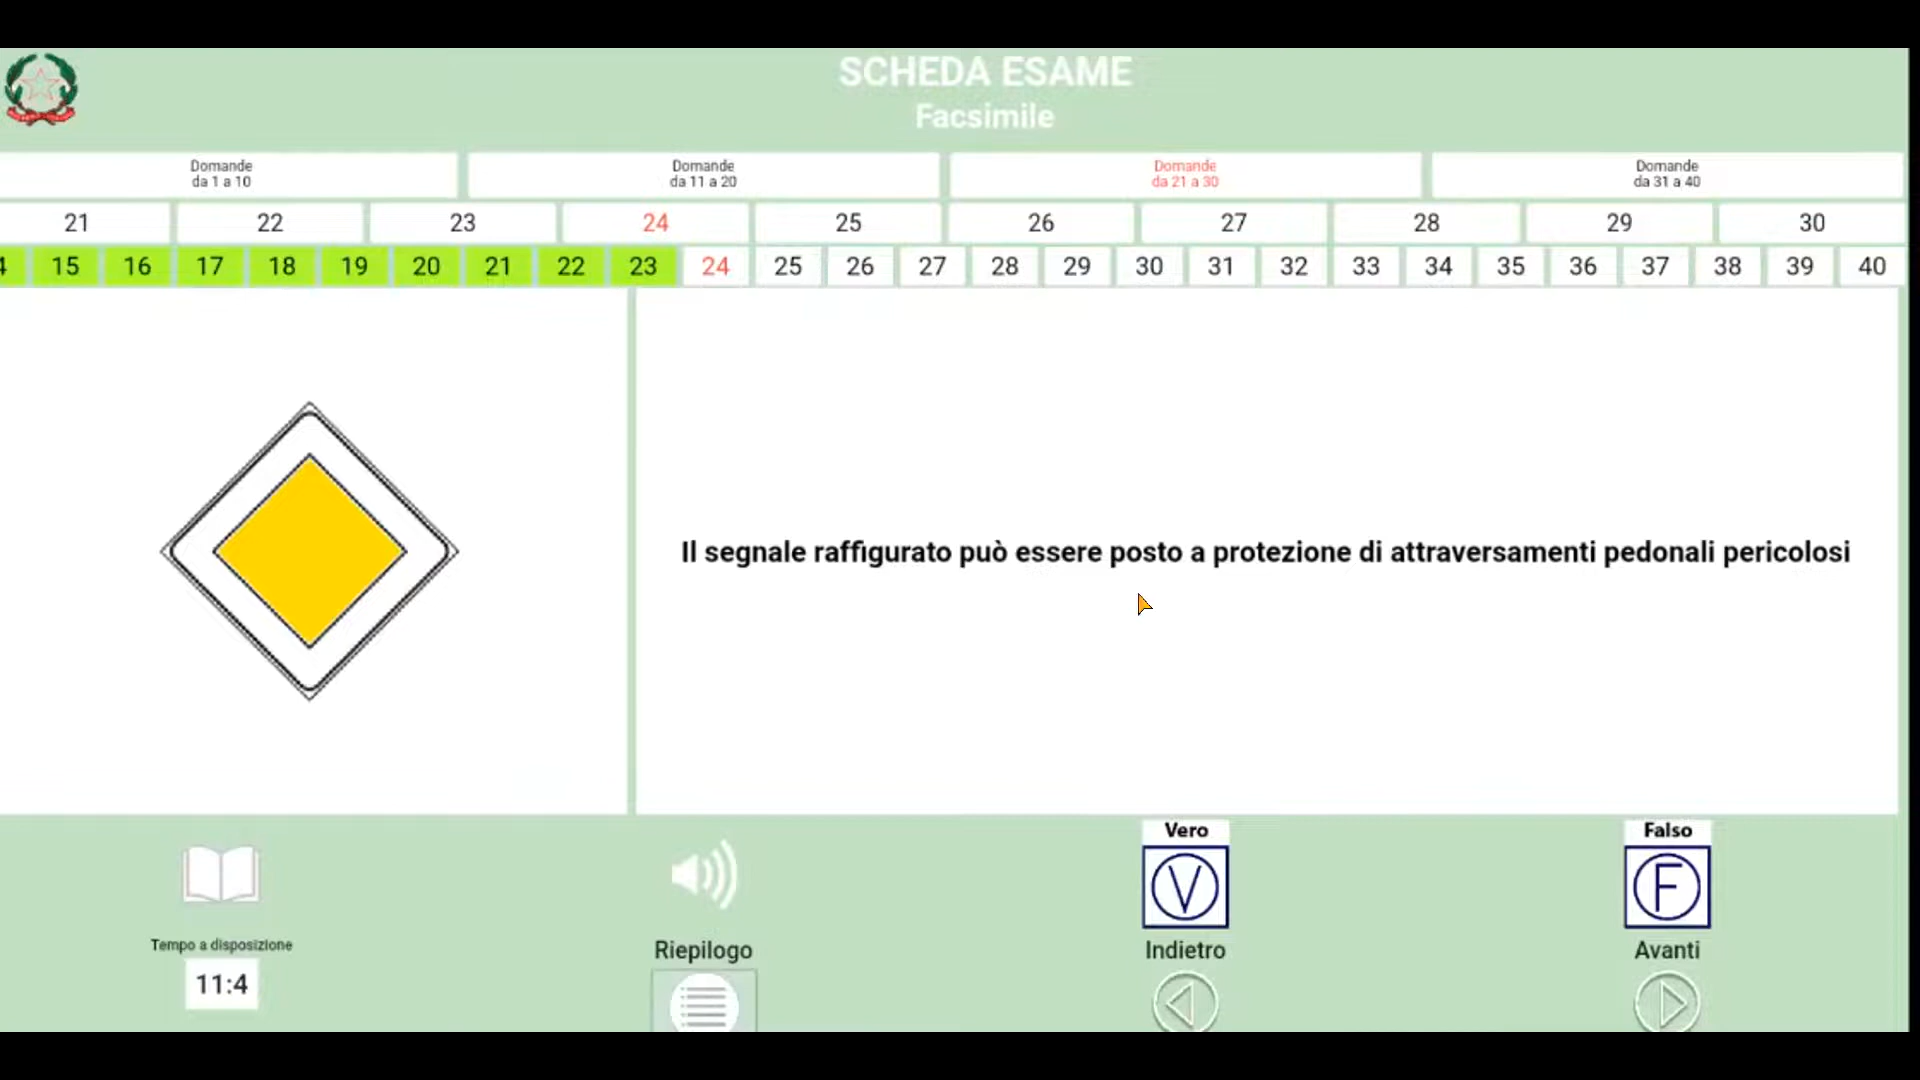 SCHEDA ESAME
Facsimile
Domande
da 1 a 10
Domande
da 11 a 20
Domande
da 21 a 30
Domande
da 31 a 40
21 22 23 24 25 26 27 28 29 30
4 15 16 17 18 19 20 21 22 23 24 25 26 27 28 29 30 31 32 33 34 35 36 37 38 39 40
Il segnale raffigurato può essere posto a protezione di attraversamenti pedonali pericolosi
Vero
Falso
V
F
Tempo a disposizione
Riepilogo
Indietro
Avanti
11:4